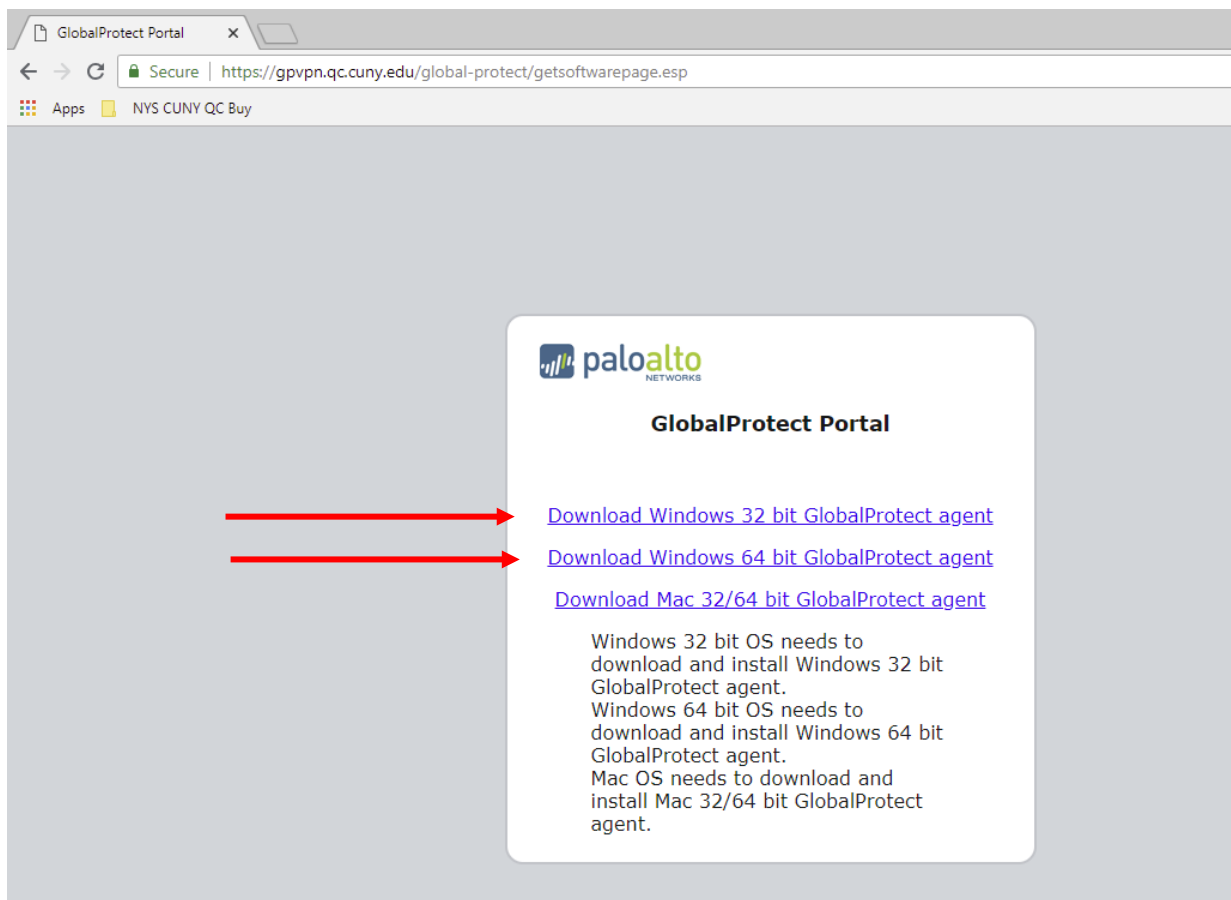 GlobalProtect Portal
Secure | https://gpvpn.qc.cuny.edu/global-protect/getsoftwarepage.esp
Apps NYS CUNY QC Buy
paloalto
NETWORKS
GlobalProtect Portal
Download Windows 32 bit GlobalProtect agent
Download Windows 64 bit GlobalProtect agent
Download Mac 32/64 bit GlobalProtect agent
Windows 32 bit OS needs to
download and install Windows 32 bit
GlobalProtect agent.
Windows 64 bit OS needs to
download and install Windows 64 bit
GlobalProtect agent.
Mac OS needs to download and
install Mac 32/64 bit GlobalProtect
agent.